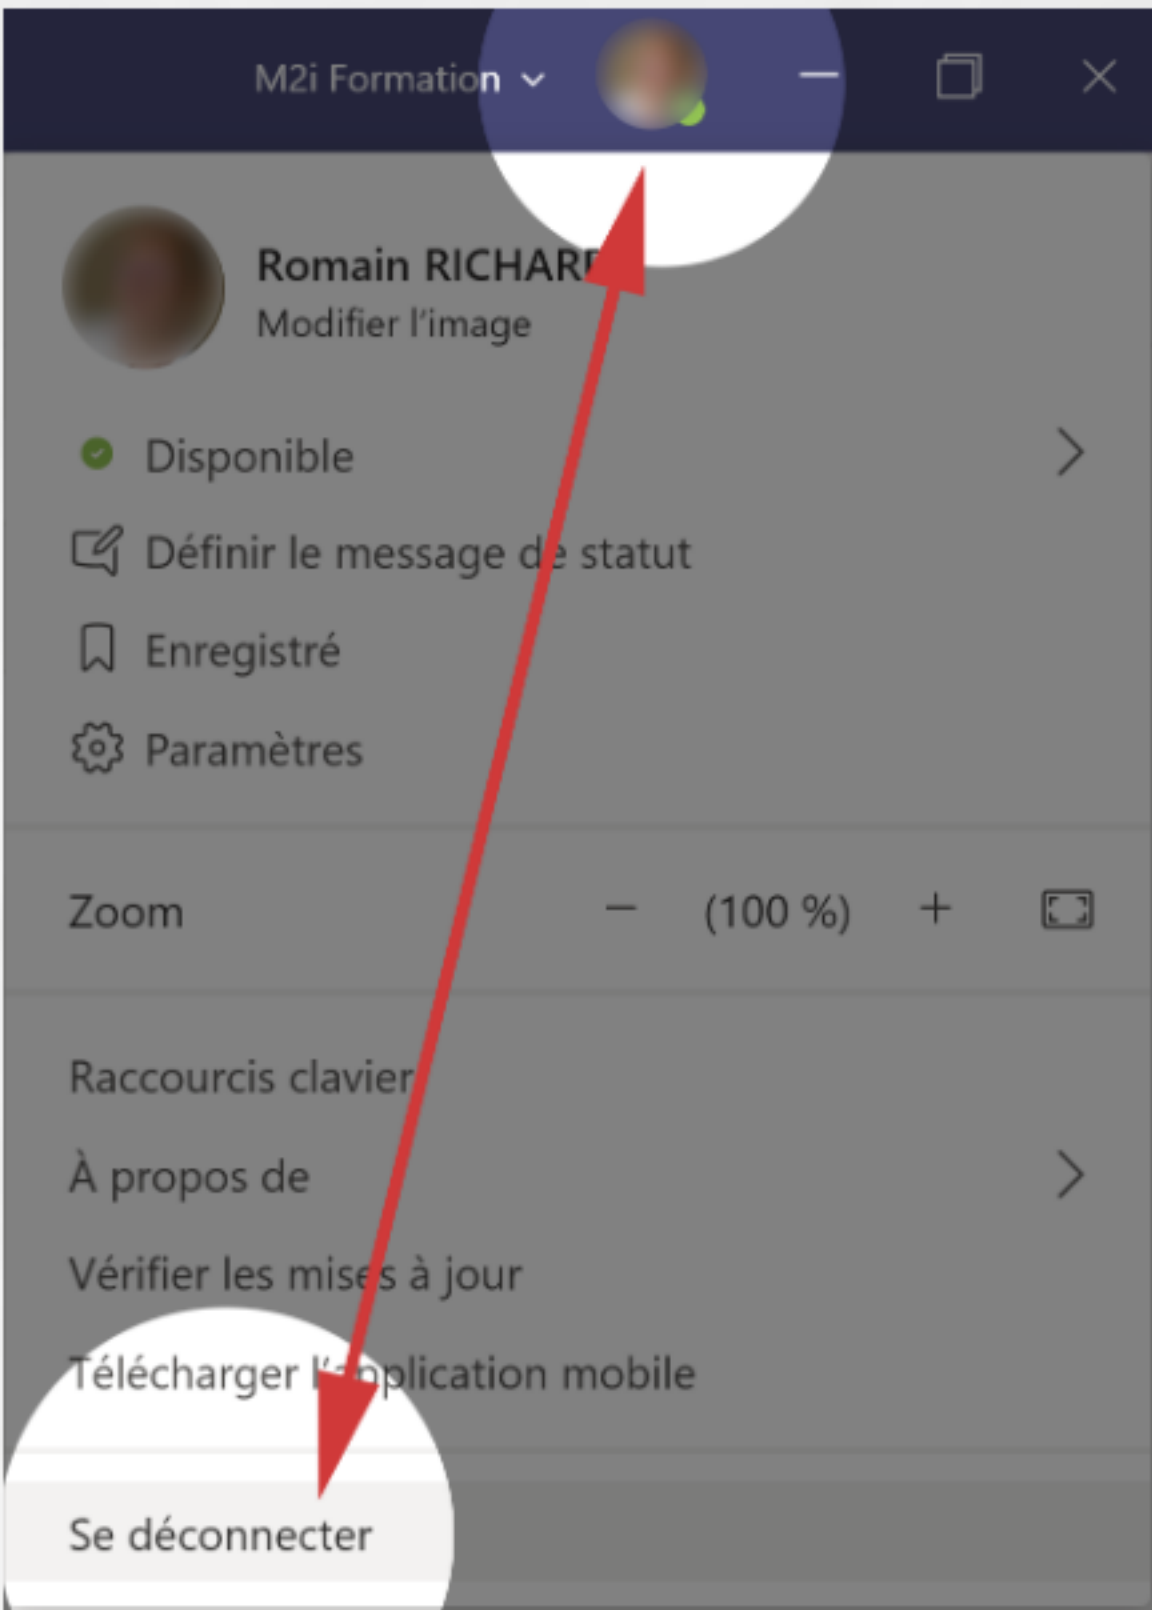 M2i Formation
Romain RICHARD
Modifier l'image
Disponible
Définir le message de statut
Enregistré
Paramètres
Zoom − (100 %) +
Raccourcis clavier
À propos de
Vérifier les mises à jour
Télécharger l'application mobile
Se déconnecter